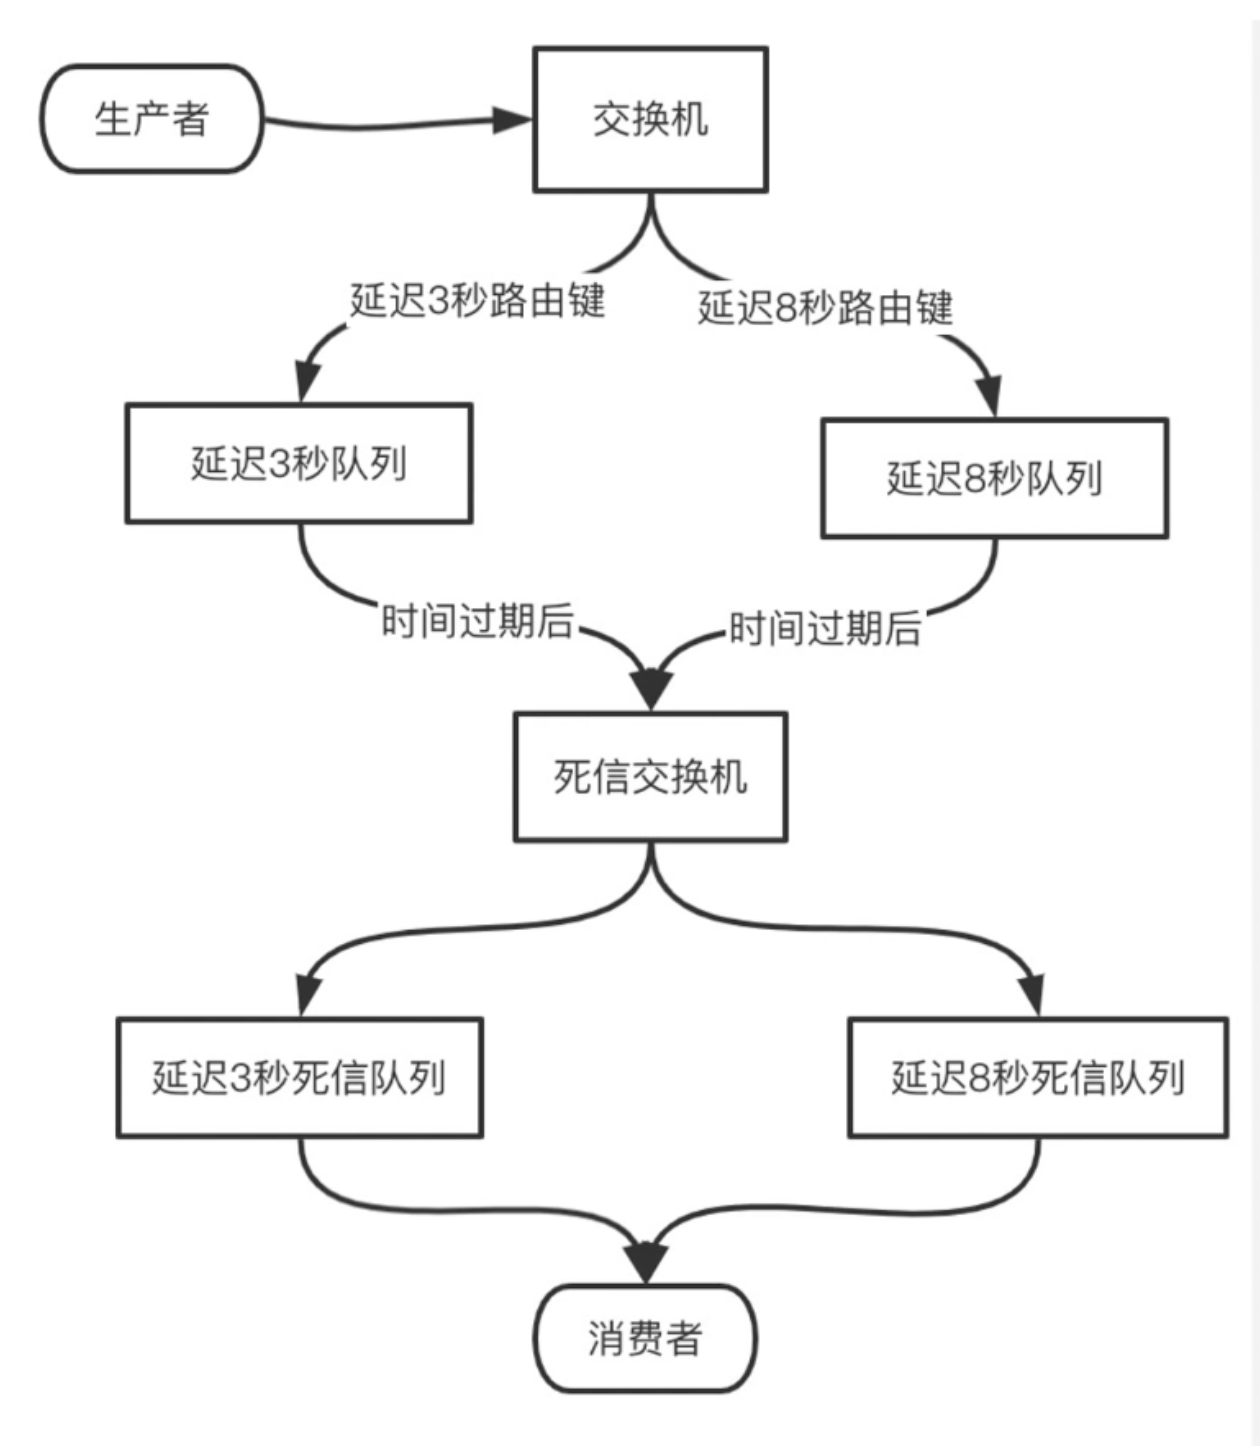 生产者
交换机
延迟3秒路由键
延迟8秒路由键
延迟3秒队列
延迟8秒队列
时间过期后
时间过期后
死信交换机
延迟3秒死信队列
延迟8秒死信队列
消费者